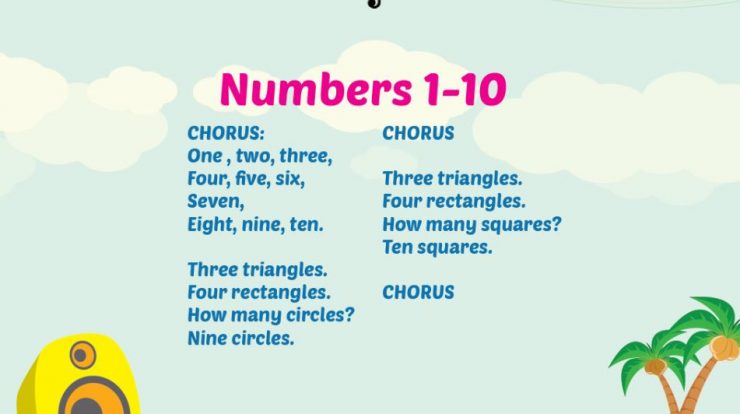 Numbers 1-10
CHORUS:
One , two, three,
Four, five, six,
Seven,
Eight, nine, ten.
Three triangles.
Four rectangles.
How many circles?
Nine circles.
CHORUS
Three triangles.
Four rectangles.
How many squares?
Ten squares.
CHORUS